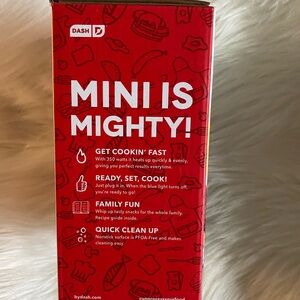 DASH
MINI IS
MIGHTY!
GET COOKIN' FAST
With 350 watts it heats up quickly & evenly,
giving you perfect results everytime.
READY, SET, COOK!
Just plug it in. When the blue light turns off,
you're ready to go!
FAMILY FUN
Whip up tasty snacks for the whole family.
Recipe guide inside.
QUICK CLEAN UP
Nonstick surface is PFOA Free and makes
cleaning easy.
bydash.com